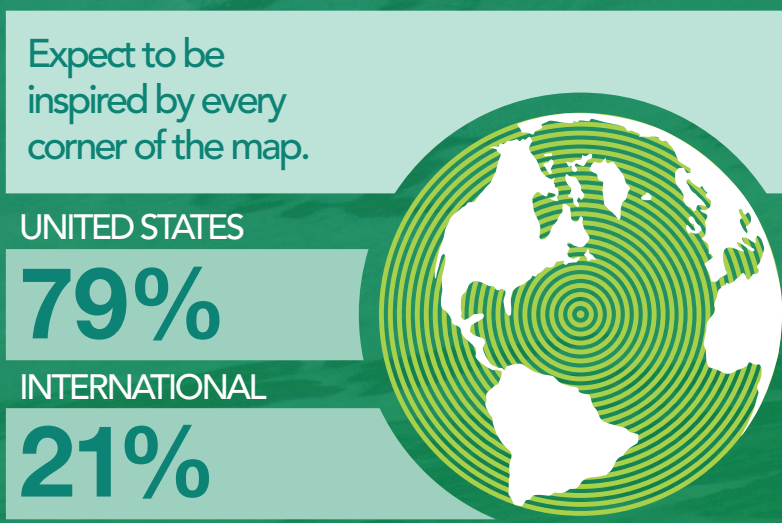 Expect to be
inspired by every
corner of the map.
UNITED STATES
79%
INTERNATIONAL
21%